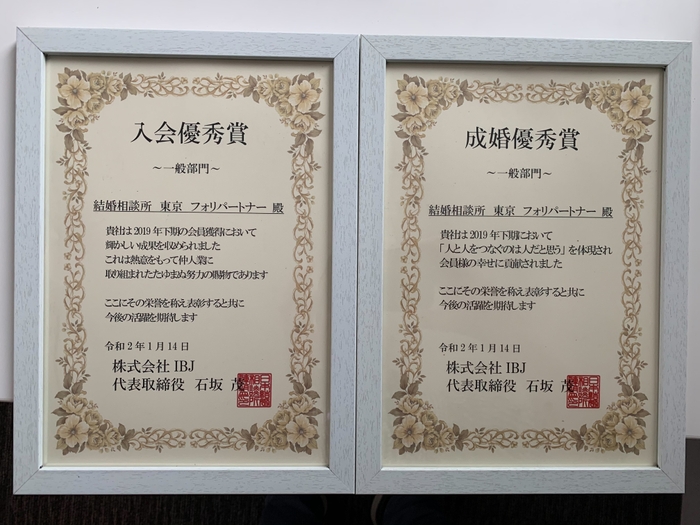 入会優秀賞
～一般部門～
結婚相談所 東京 フォリパートナー 殿
貴社は2019年下期の会員獲得において
輝かしい成果を収められました
これは熱意をもって仲人業に
取り組まれたたゆまぬ努力の賜物であります
ここにその栄誉を称え表彰すると共に
今後の活躍を期待します
令和2年1月14日
株式会社IBJ
代表取締役 石坂 茂
成婚優秀賞
～一般部門～
結婚相談所 東京 フォリパートナー 殿
貴社は2019年下期において
「人と人をつなぐのは人だと思う」を体現され
会員様の幸せに貢献されました
ここにその栄誉を称え表彰すると共に
今後の活躍を期待します
令和2年1月14日
株式会社IBJ
代表取締役 石坂 茂